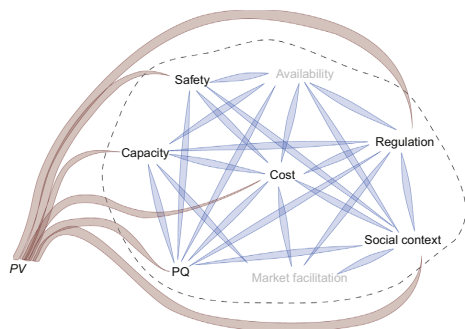 Safety
Availability
Regulation
Capacity
Cost
Social context
PV
PQ
Market facilitation